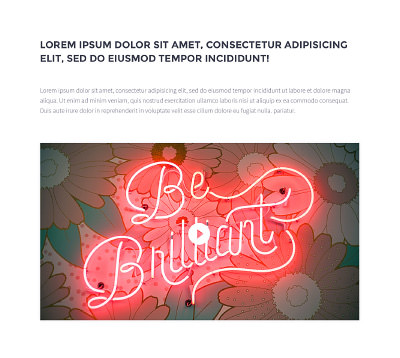 LOREM IPSUM DOLOR SIT AMET, CONSECTETUR ADIPISICING
ELIT, SED DO EIUSMOD TEMPOR INCIDIDUNT!
Lorem ipsum dolor sit amet, consectetur adipisicing elit, sed do eiusmod tempor incididunt ut labore et dolore magna
aliqua. Ut enim ad minim veniam, quis nostrud exercitation ullamco laboris nisi ut aliquip ex ea commodo consequat.
Duis aute irure dolor in reprehenderit in voluptate velit esse cillum dolore eu fugiat nulla. pariatur.
Be
Brilliant